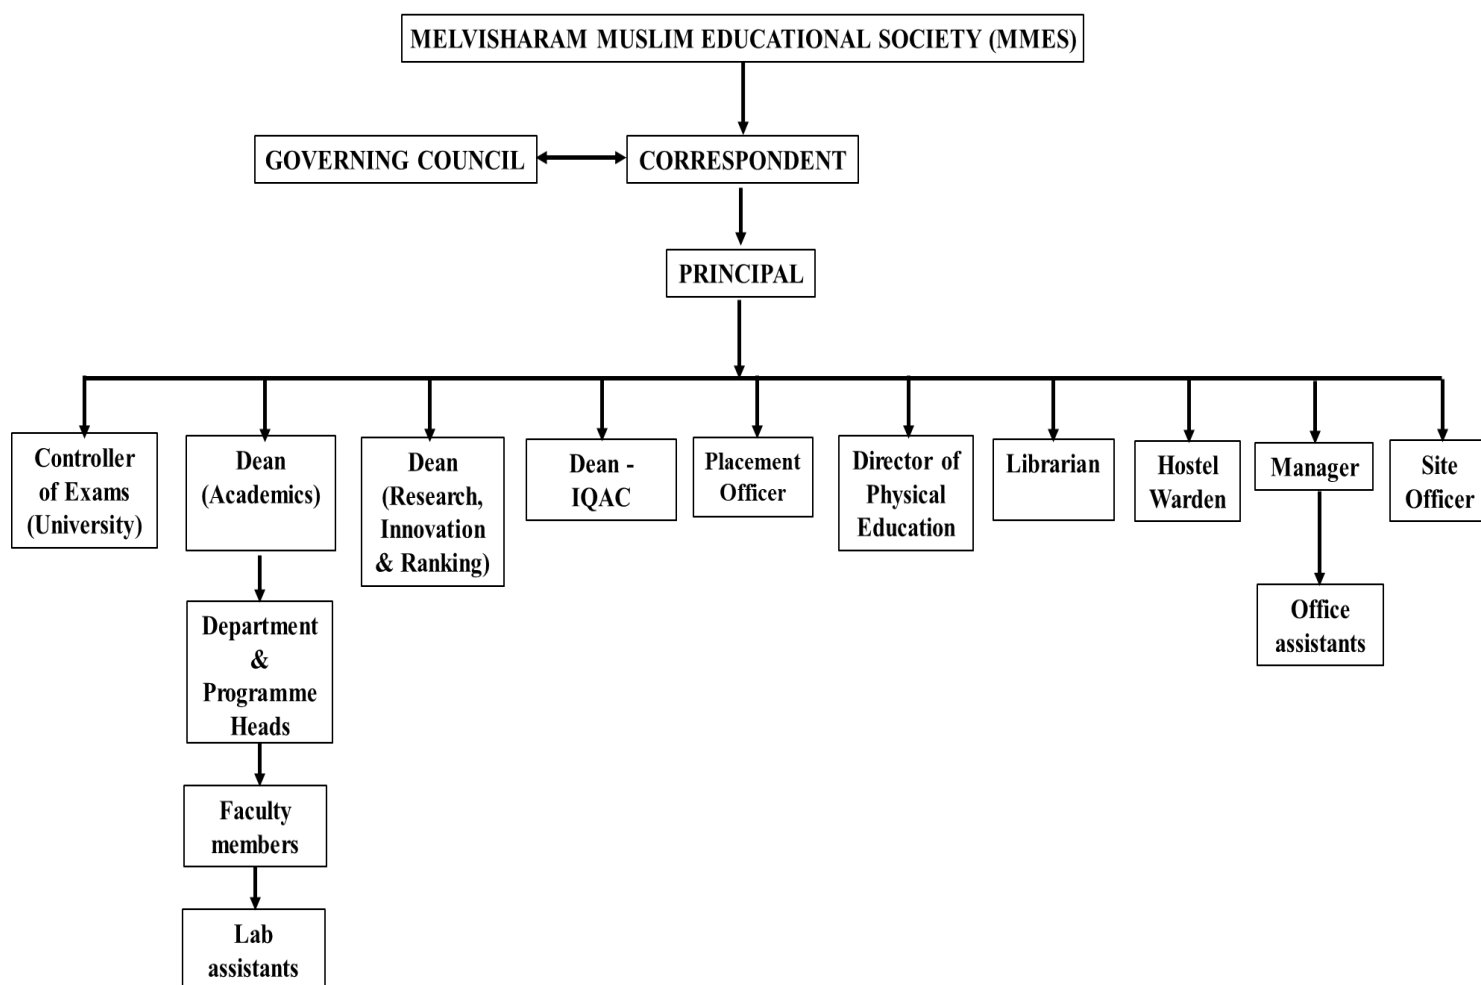 MELVISHARAM MUSLIM EDUCATIONAL SOCIETY (MMES)
GOVERNING COUNCIL
CORRESPONDENT
PRINCIPAL
Controller
of Exams
(University)
Dean
(Academics)
Dean
(Research,
Innovation
& Ranking)
Dean -
IQAC
Placement
Officer
Director of
Physical
Education
Librarian
Hostel
Warden
Manager
Site
Officer
Department
&
Programme
Heads
Office
assistants
Faculty
members
Lab
assistants